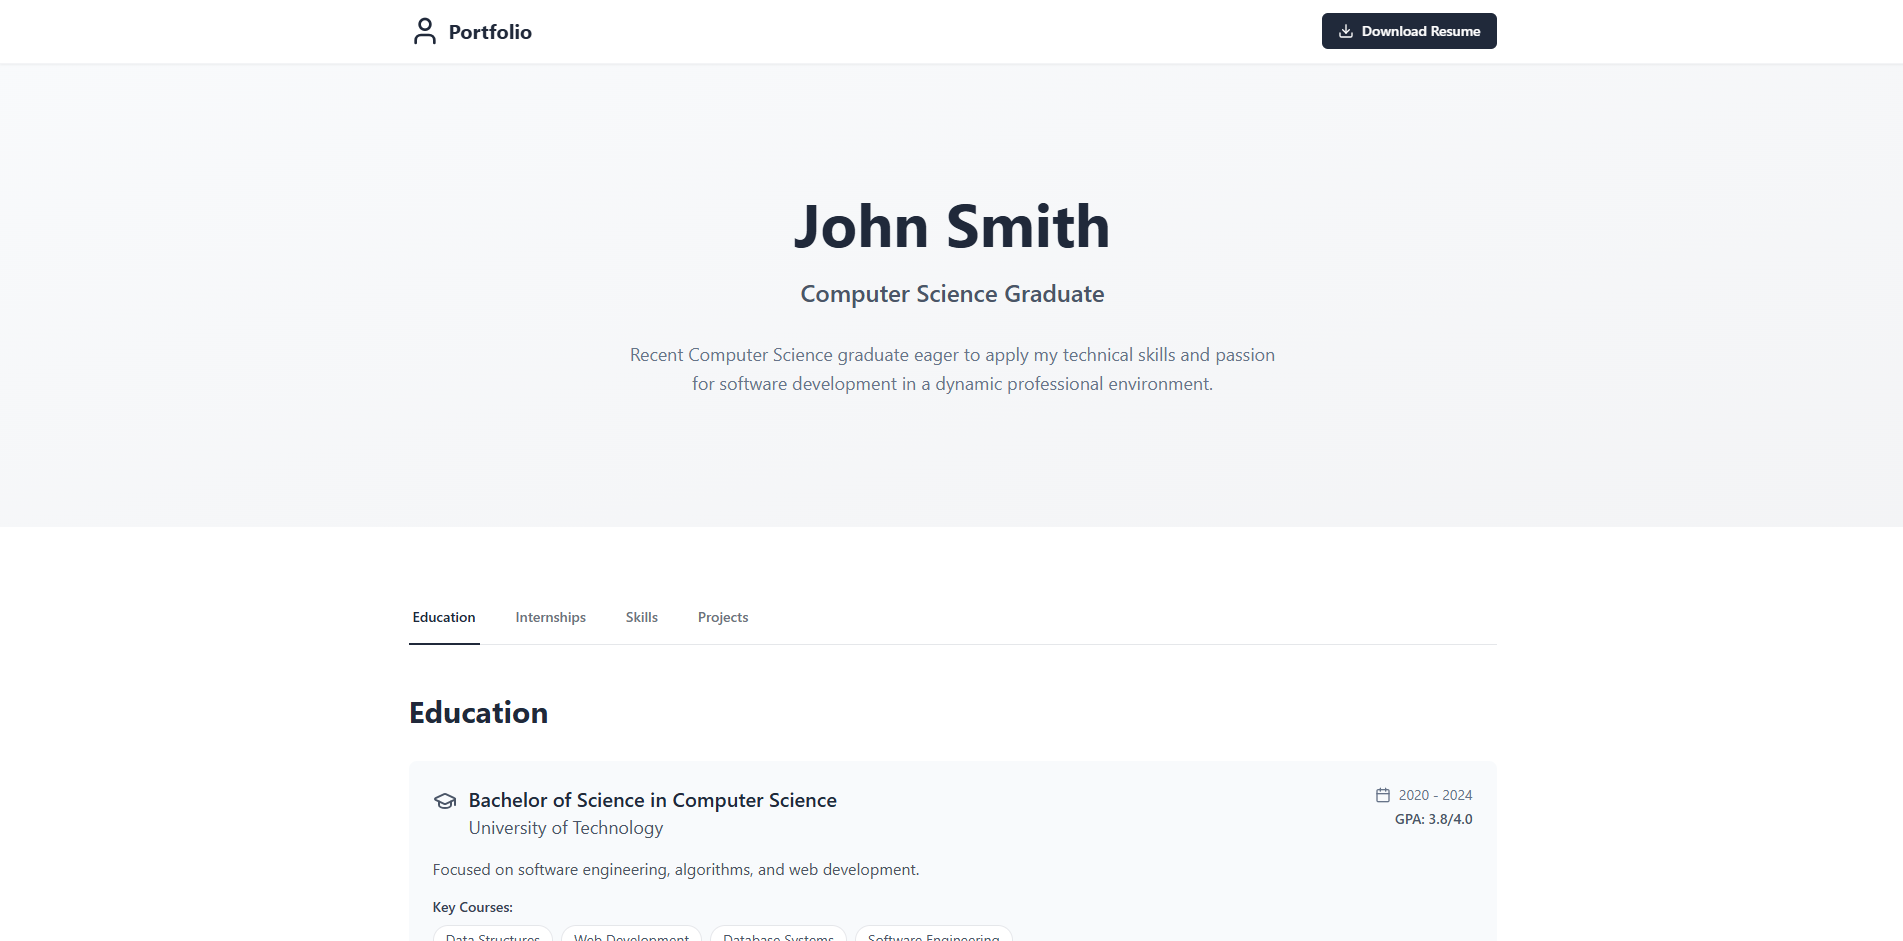 Portfolio
Download Resume
John Smith
Computer Science Graduate
Recent Computer Science graduate eager to apply my technical skills and passion
for software development in a dynamic professional environment.
Education
Internships
Skills
Projects
Education
Bachelor of Science in Computer Science
2020 - 2024
University of Technology
GPA: 3.8/4.0
Focused on software engineering, algorithms, and web development.
Key Courses:
Data Structures
Web Development
Database Systems
Software Engineering